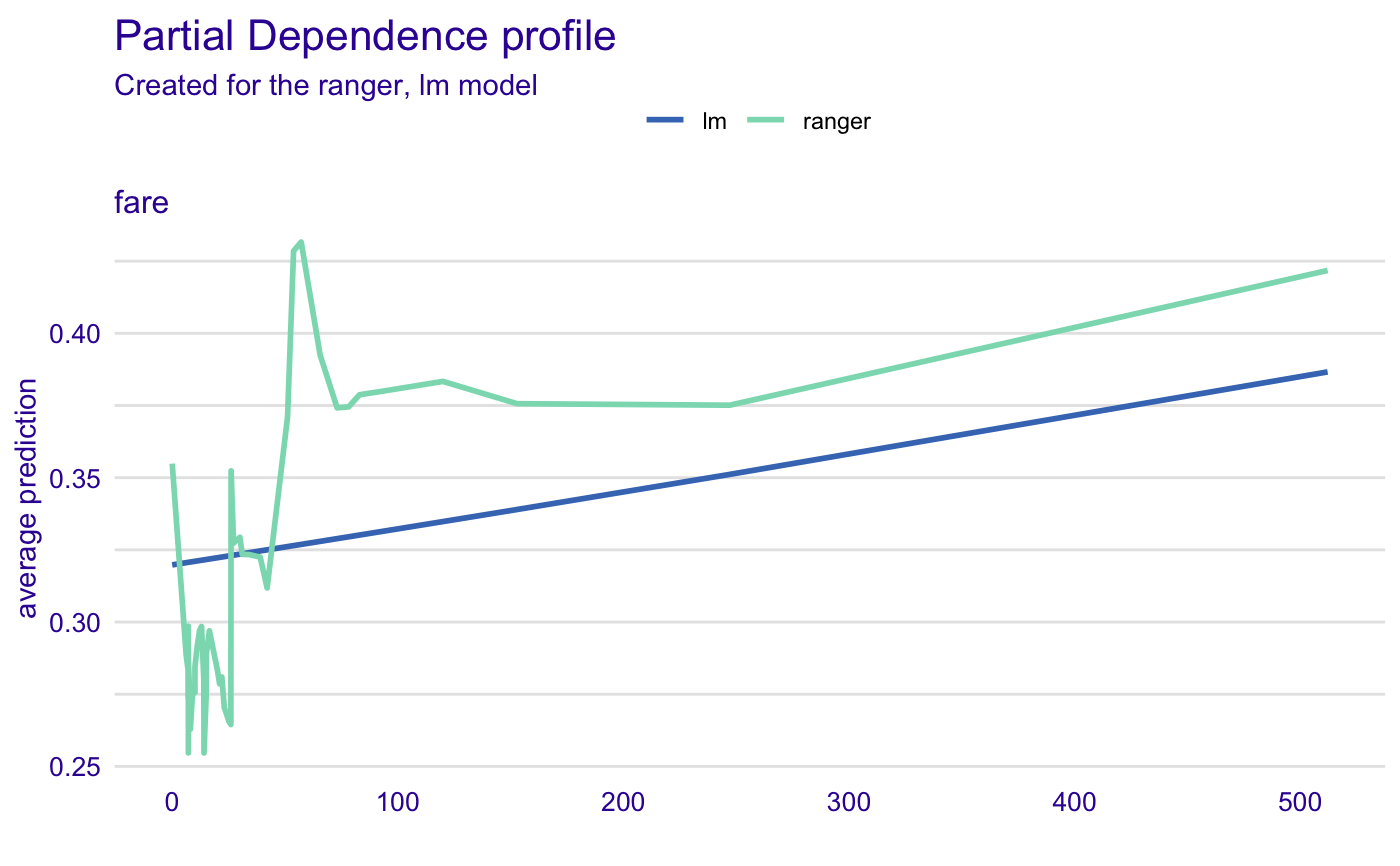 Partial Dependence profile
Created for the ranger, lm model
lm ranger
fare
average prediction
0.40
0.35
0.30
0.25
0 100 200 300 400 500